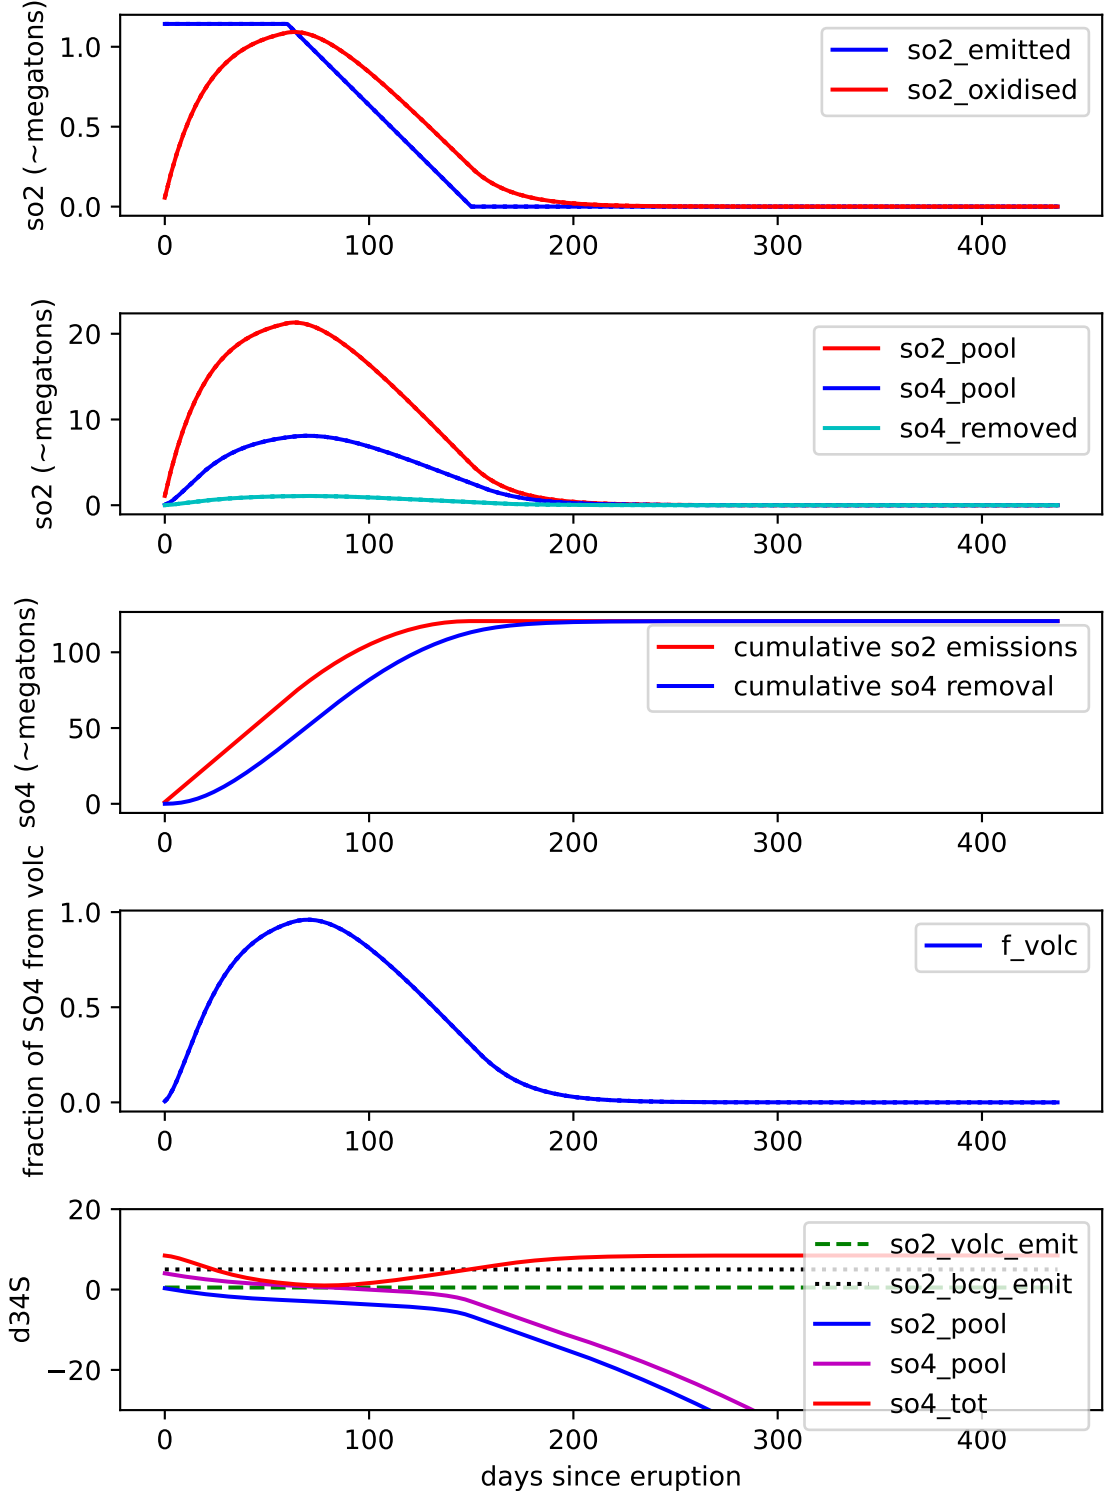 so2 (~megatons)
1.0
0.5
0.0
so2_emitted
so2_oxidised
0 100 200 300 400
so2 (~megatons)
20
10
0
so2_pool
so4_pool
so4_removed
0 100 200 300 400
so4 (~megatons)
100
50
0
cumulative so2 emissions
cumulative so4 removal
0 100 200 300 400
fraction of SO4 from volc
1.0
0.5
0.0
f_volc
0 100 200 300 400
d34S
20
0
−20
so2_volc_emit
so2_bcg_emit
so2_pool
so4_pool
so4_tot
0 100 200 300 400
days since eruption